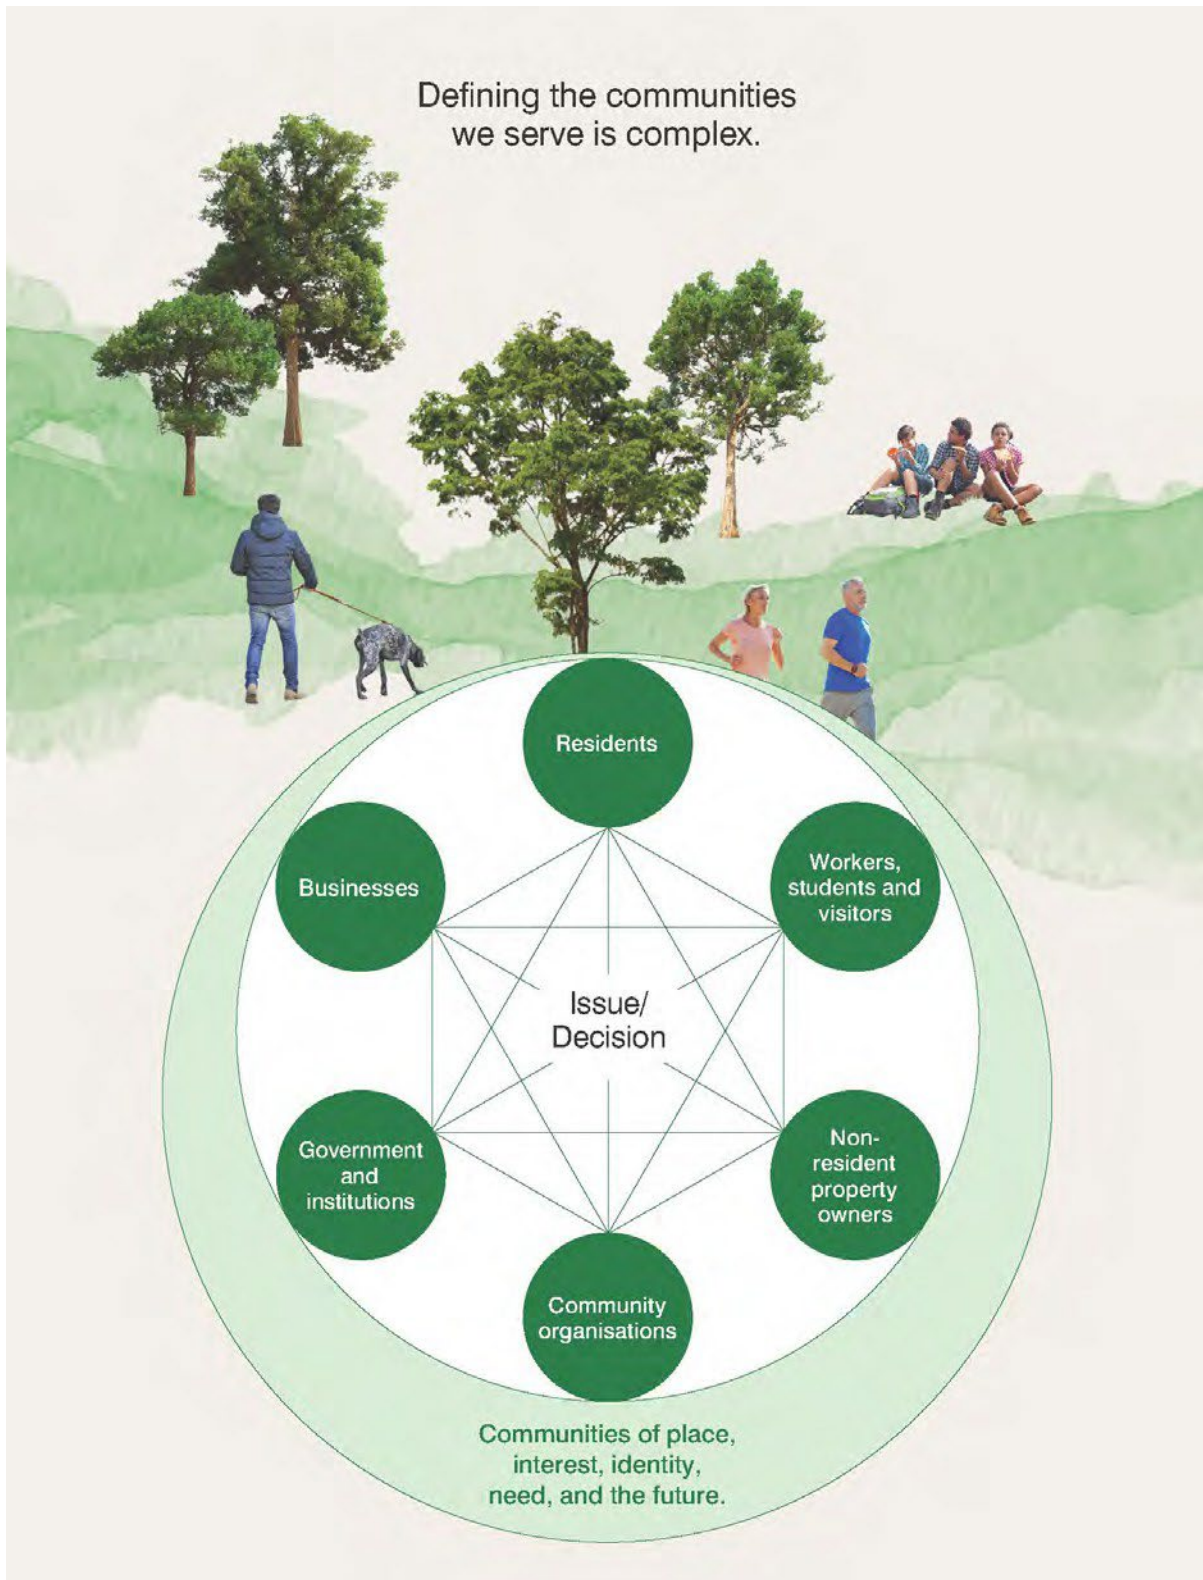 Defining the communities
we serve is complex.
Residents
Businesses
Workers,
students and
visitors
Issue/
Decision
Government
and
institutions
Non-
resident
property
owners
Community
organisations
Communities of place,
interest, identity,
need, and the future.